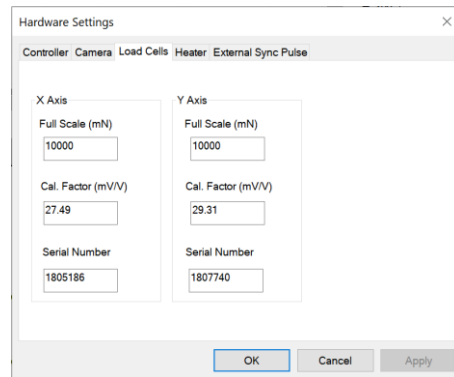 Hardware Settings
Controller Camera Load Cells Heater External Sync Pulse
X Axis
Full Scale (mN)
10000
Cal. Factor (mV/V)
27.49
Serial Number
1805186
Y Axis
Full Scale (mN)
10000
Cal. Factor (mV/V)
29.31
Serial Number
1807740
OK Cancel Apply